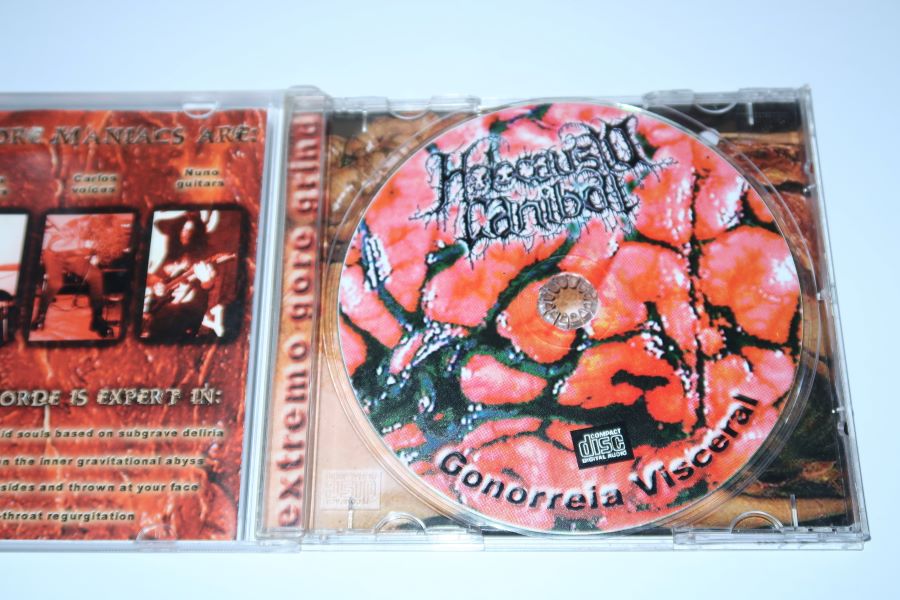 ORE MANIACS ARE:
Carlos
voices
Nuno
guitars
ORDE IS EXPERT IN:
id souls based on subgrave deliria
n the inner gravitational abyss
sides and thrown at your face
-throat regurgitation
extremo gore grind
Holocausto
Canibal
COMPACT
disc
DIGITAL AUDIO
Gonorreia Visceral